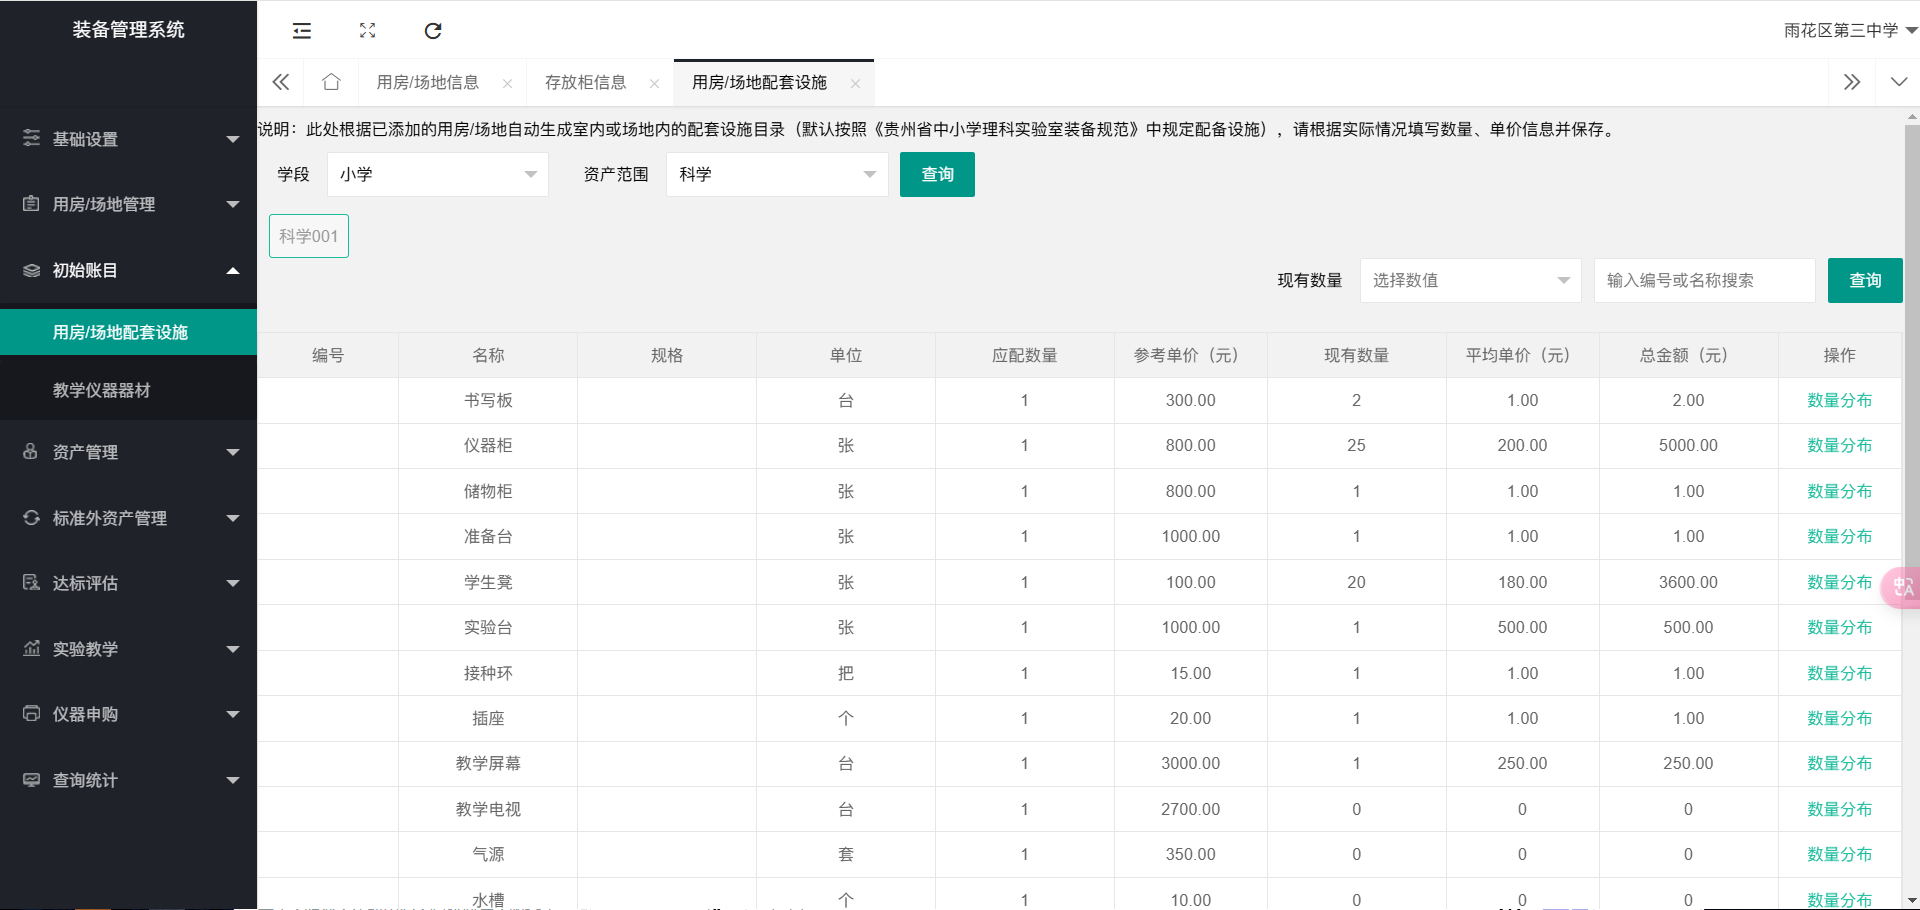 装备管理系统
雨花区第三中学
用房/场地信息
存放柜信息
用房/场地配套设施
基础设置
用房/场地管理
初始账目
用房/场地配套设施
教学仪器器材
资产管理
标准外资产管理
达标评估
实验教学
仪器申购
查询统计
说明：此处根据已添加的用房/场地自动生成室内或场地内的配套设施目录（默认按照《贵州省中小学理科实验室装备规范》中规定配备设施），请根据实际情况填写数量、单价信息并保存。
学段 小学 资产范围 科学 查询
科学001
现有数量 选择数值 输入编号或名称搜索 查询
编号 名称 规格 单位 应配数量 参考单价（元） 现有数量 平均单价（元） 总金额（元） 操作
书写板 台 1 300.00 2 1.00 2.00 数量分布
仪器柜 张 1 800.00 25 200.00 5000.00 数量分布
储物柜 张 1 800.00 1 1.00 1.00 数量分布
准备台 张 1 1000.00 1 1.00 1.00 数量分布
学生凳 张 1 100.00 20 180.00 3600.00 数量分布
实验台 张 1 1000.00 1 500.00 500.00 数量分布
接种环 把 1 15.00 1 1.00 1.00 数量分布
插座 个 1 20.00 1 1.00 1.00 数量分布
教学屏幕 台 1 3000.00 1 250.00 250.00 数量分布
教学电视 台 1 2700.00 0 0 0 数量分布
气源 套 1 350.00 0 0 0 数量分布
水槽 个 1 10.00 0 0 0 数量分布